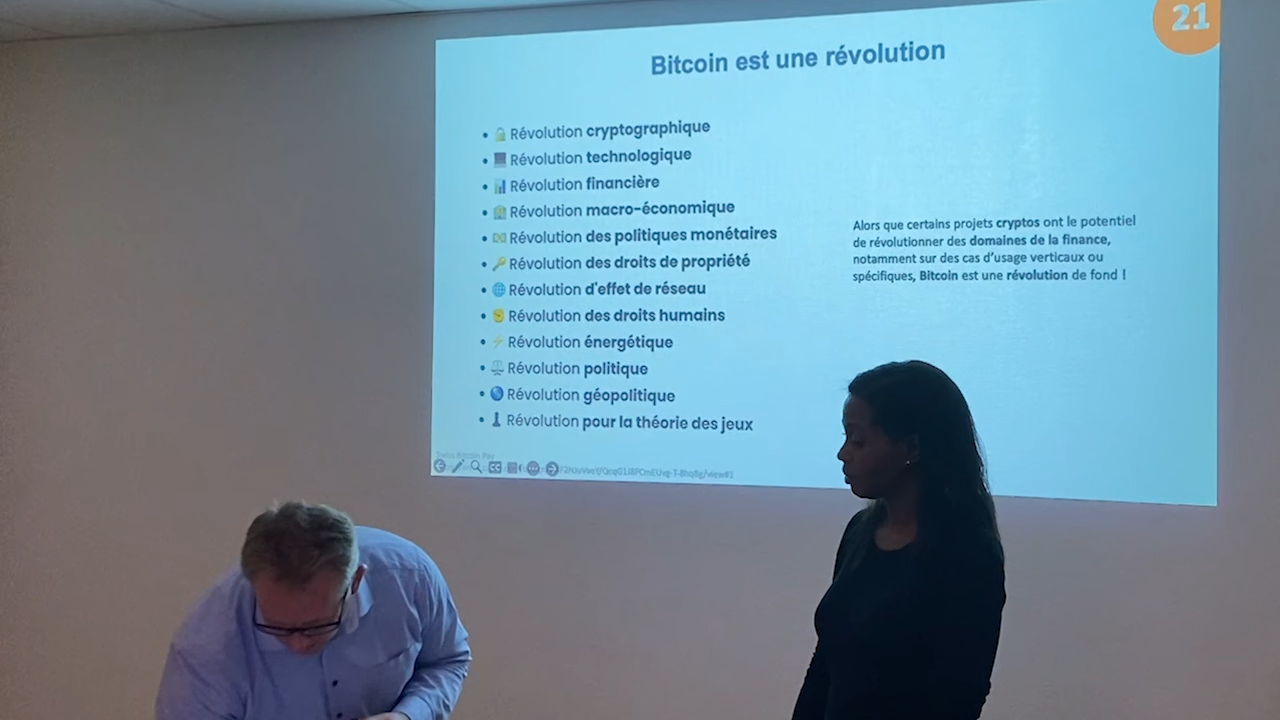 21
Bitcoin est une révolution
Révolution cryptographique
Révolution technologique
Révolution financière
Révolution macro-économique
Révolution des politiques monétaires
Révolution des droits de propriété
Révolution d'effet de réseau
Révolution des droits humains
Révolution énergétique
Révolution politique
Révolution géopolitique
Révolution pour la théorie des jeux
Alors que certains projets cryptos ont le potentiel
de révolutionner des domaines de la finance,
notamment sur des cas d'usage verticaux ou
spécifiques, Bitcoin est une révolution de fond !
Swiss Bitcoin Pay